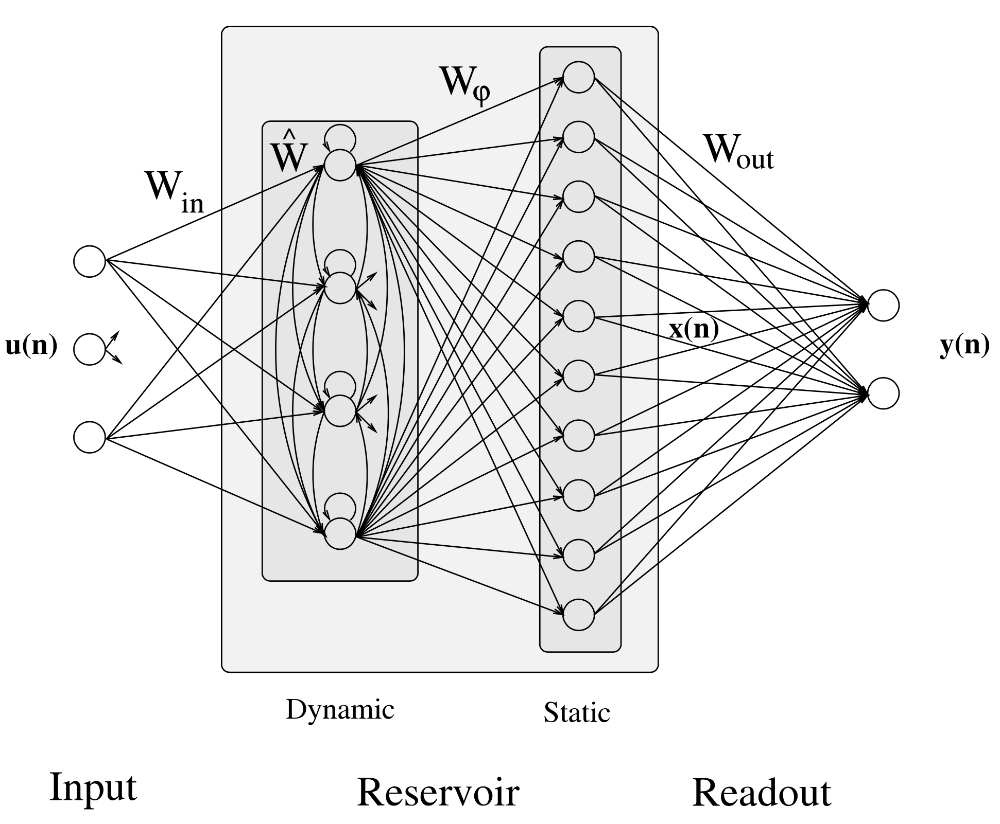 W_φ
Ŵ
W_out
W_in
x(n)
u(n)
y(n)
Dynamic
Static
Input
Reservoir
Readout